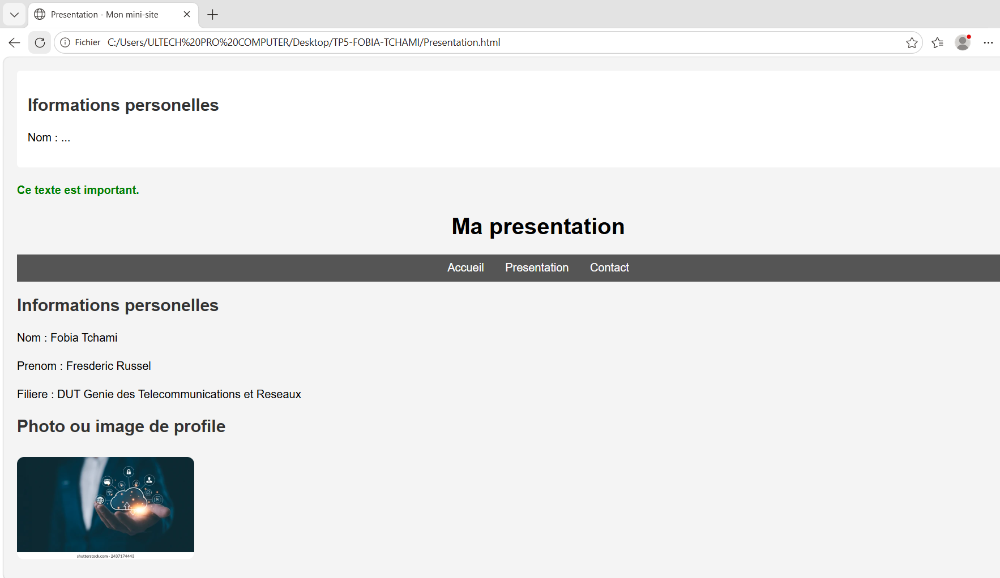 Presentation - Mon mini-site
Fichier C:/Users/ULTECH%20PRO%20COMPUTER/Desktop/TP5-FOBIA-TCHAMI/Presentation.html
Iformations personelles
Nom : ...
Ce texte est important.
Ma presentation
Accueil Presentation Contact
Informations personelles
Nom : Fobia Tchami
Prenom : Fresderic Russel
Filiere : DUT Genie des Telecommunications et Reseaux
Photo ou image de profile
shutterstock.com · 2437174443